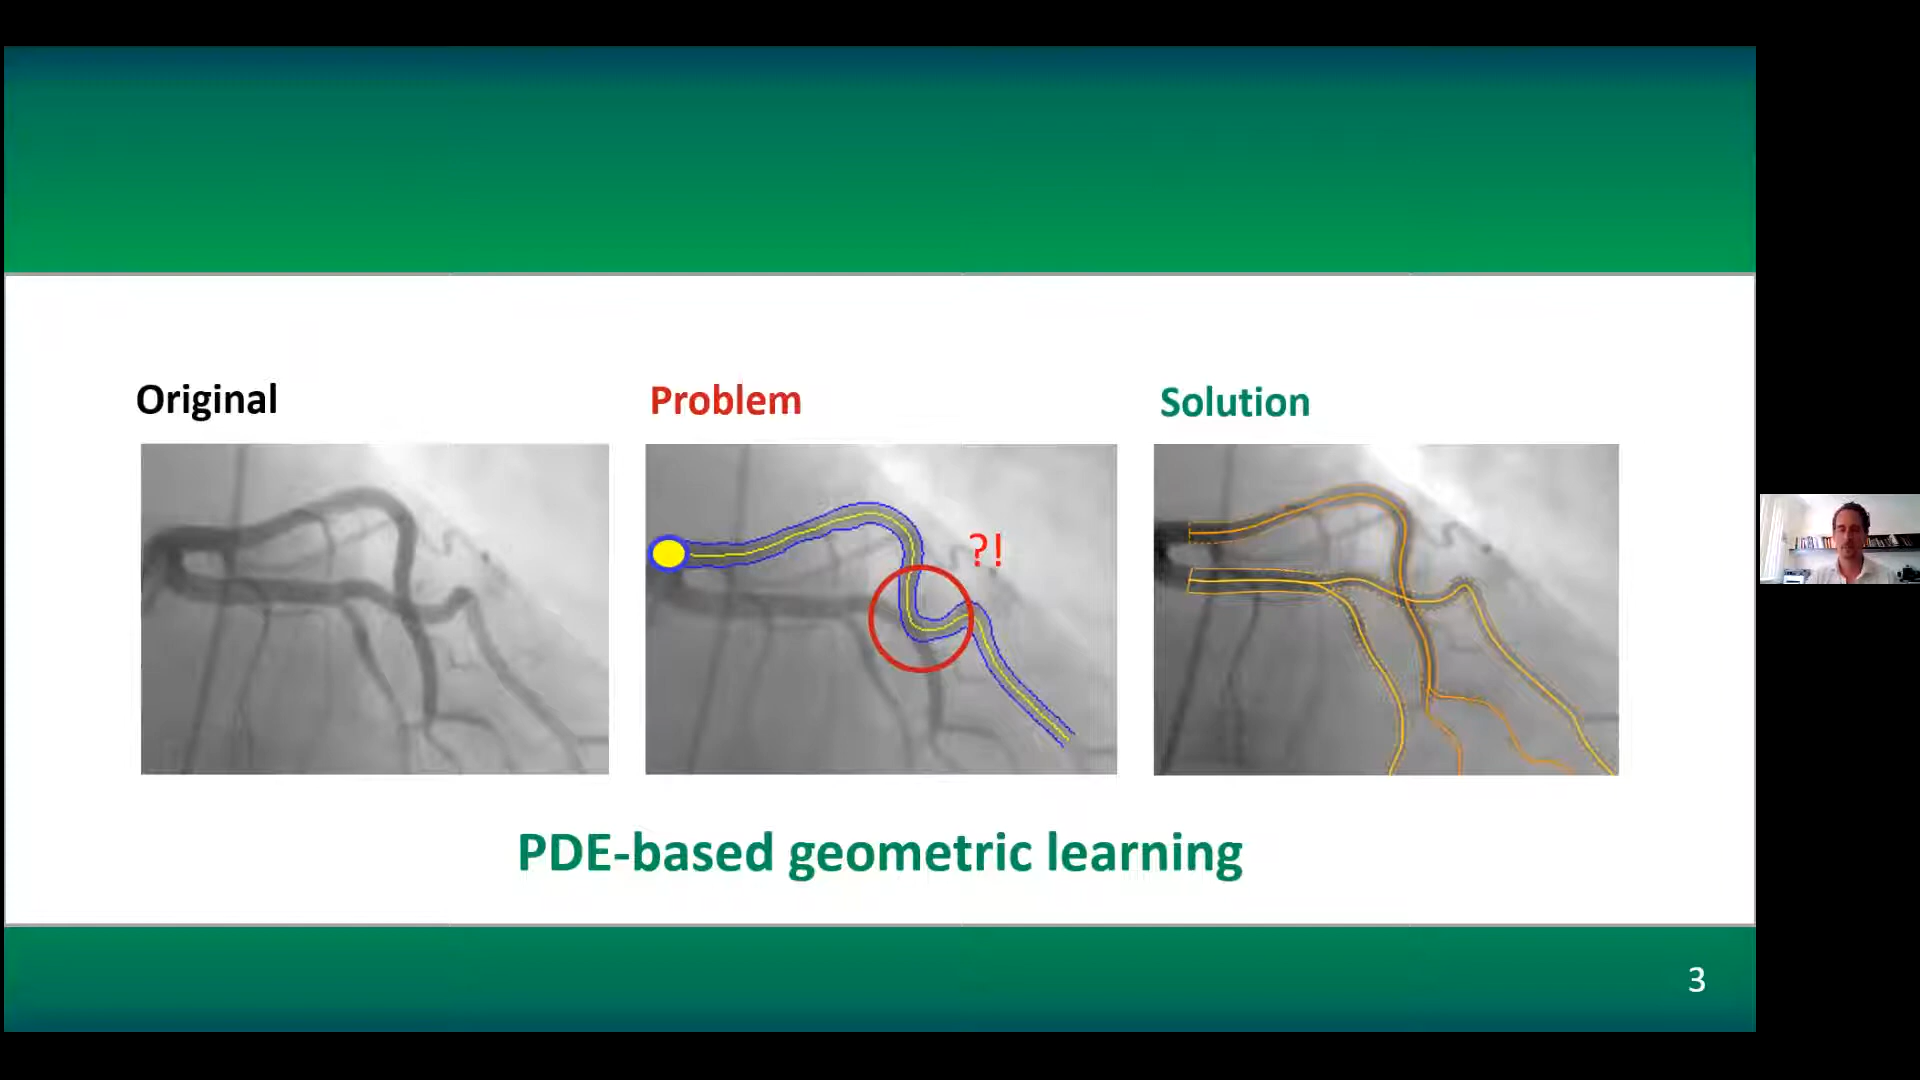 Original
Problem
Solution
?!
PDE-based geometric learning
3